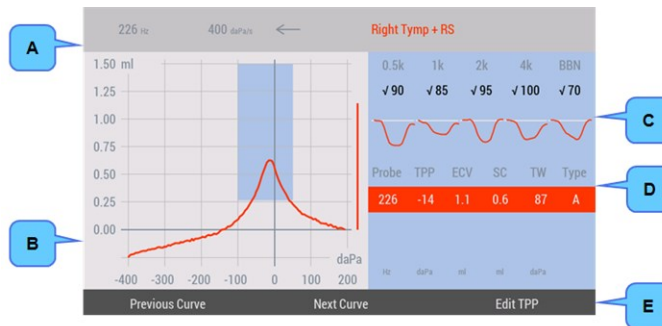 226 Hz 400 daPa/s Right Tymp + RS
A
1.50 ml
1.25
1.00
0.75
0.50
0.25
0.00
daPa
-400 -300 -200 -100 0 100 200
B
0.5k 1k 2k 4k BBN
√ 90 √ 85 √ 95 √ 100 √ 70
C
Probe TPP ECV SC TW Type
226 -14 1.1 0.6 87 A
D
Hz daPa ml ml daPa
Previous Curve Next Curve Edit TPP
E